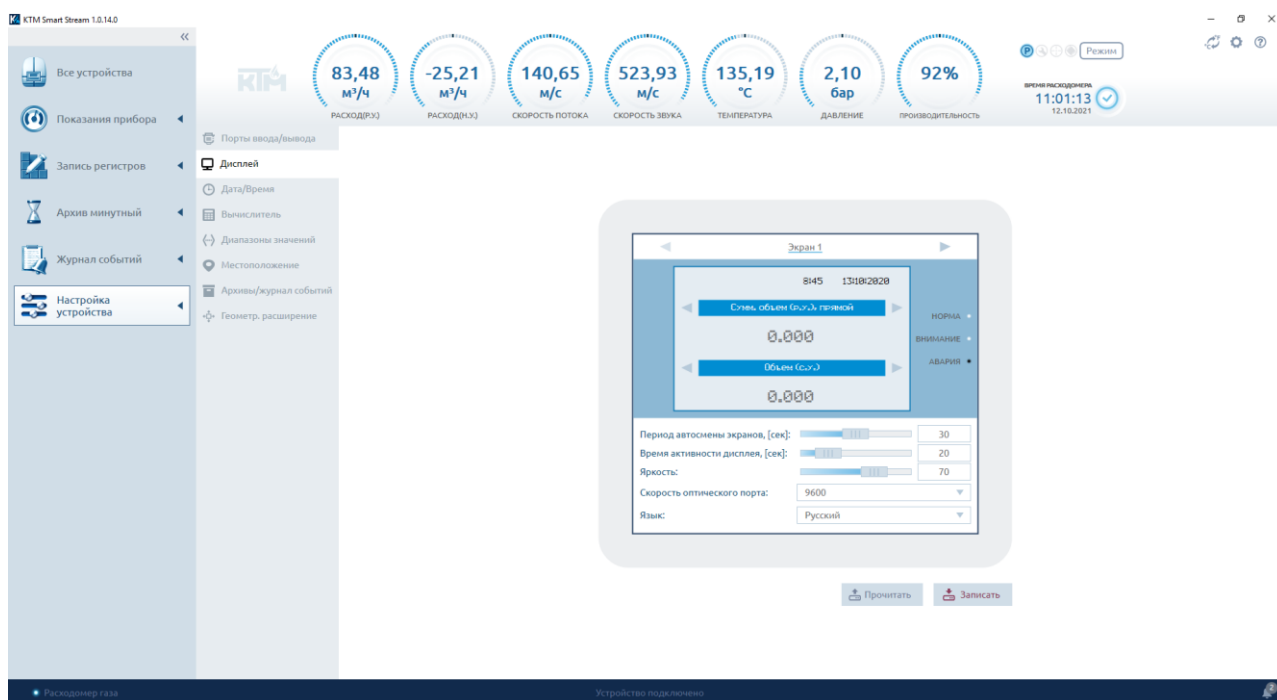 KTM Smart Stream 1.0.14.0
«
Все устройства
Показания прибора
Запись регистров
Архив минутный
Журнал событий
Настройка
устройства
КТМ
83,48
м³/ч
РАСХОД(Р.У.)
-25,21
м³/ч
РАСХОД(Н.У.)
140,65
м/с
СКОРОСТЬ ПОТОКА
523,93
м/с
СКОРОСТЬ ЗВУКА
135,19
°C
ТЕМПЕРАТУРА
2,10
бар
ДАВЛЕНИЕ
92%
ПРОИЗВОДИТЕЛЬНОСТЬ
P
Режим
ВРЕМЯ РАСХОДОМЕРА
11:01:13
12.10.2021
Порты ввода/вывода
Дисплей
Дата/Время
Вычислитель
Диапазоны значений
Местоположение
Архивы/журнал событий
Геометр. расширение
Экран 1
8:45 13:10:2020
Сумм. объем (р.у.), прямой
0.000
Объем (с.у.)
0.000
НОРМА
ВНИМАНИЕ
АВАРИЯ
Период автосмены экранов, [сек]: 30
Время активности дисплея, [сек]: 20
Яркость: 70
Скорость оптического порта: 9600
Язык: Русский
Прочитать
Записать
Расходомер газа
Устройство подключено